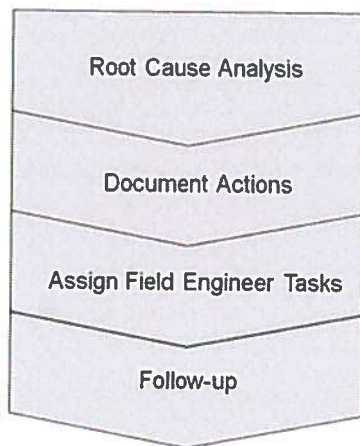 Root Cause Analysis
Document Actions
Assign Field Engineer Tasks
Follow-up